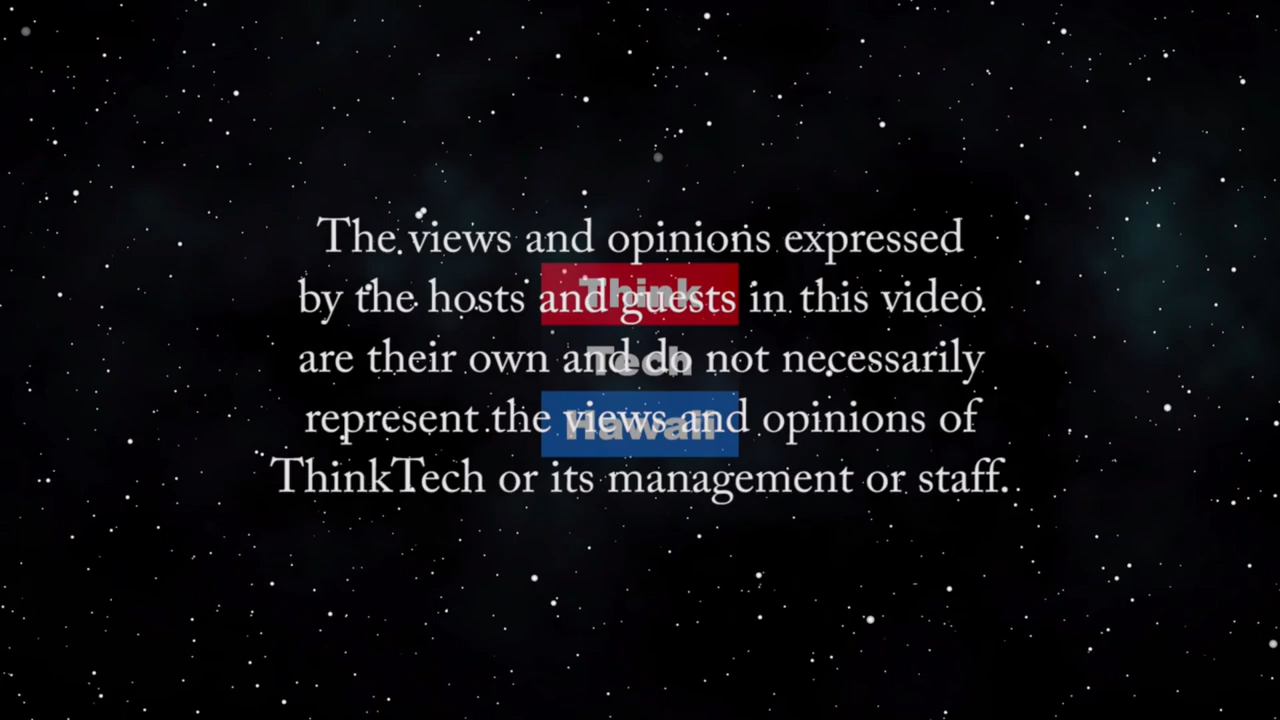 The views and opinions expressed
by the hosts and guests in this video
are their own and do not necessarily
represent the views and opinions of
ThinkTech or its management or staff.
Think
Tech
Hawaii